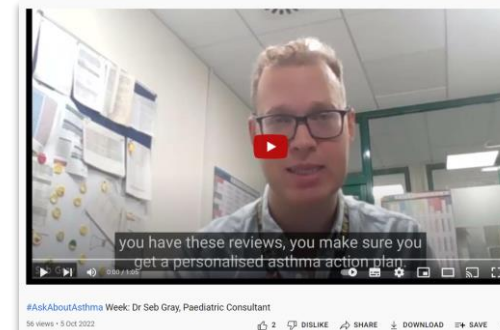 you have these reviews, you make sure you
get a personalised asthma action plan.
0:00 / 1:05
#AskAboutAsthma Week: Dr Seb Gray, Paediatric Consultant
56 views • 5 Oct 2022
2 DISLIKE SHARE DOWNLOAD SAVE